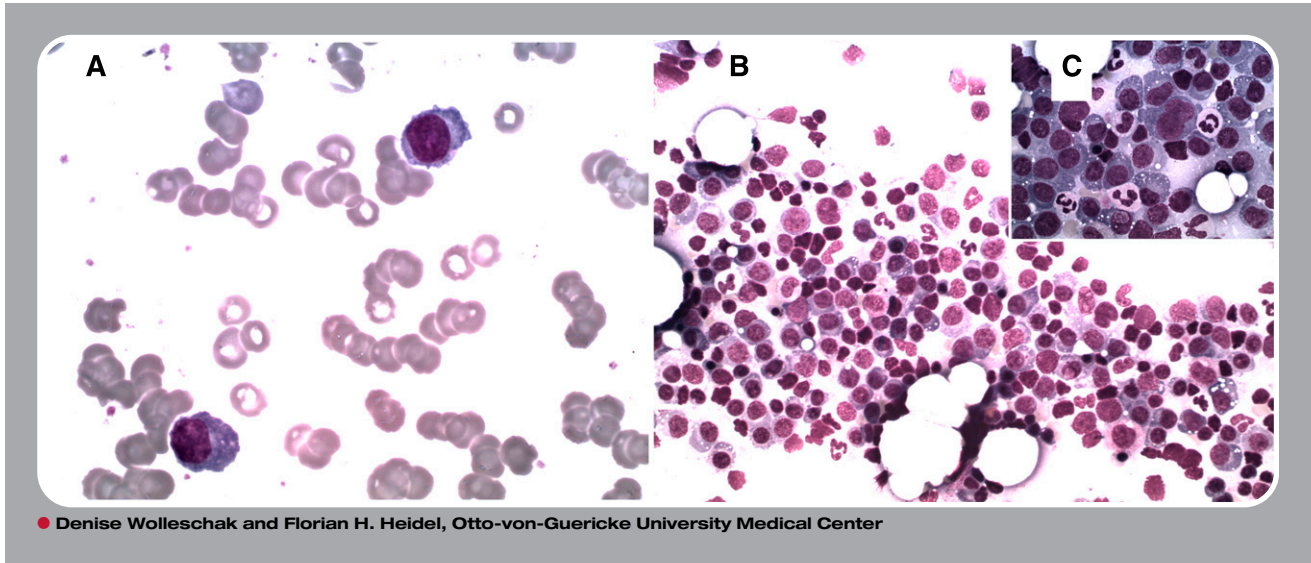 A
B
C
Denise Wolleschak and Florian H. Heidel, Otto-von-Guericke University Medical Center